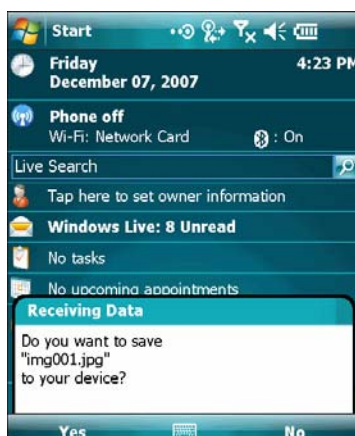 Start
Friday
4:23 PM
December 07, 2007
Phone off
Wi-Fi: Network Card
: On
Live Search
Tap here to set owner information
Windows Live: 8 Unread
No tasks
No upcoming appointments
Receiving Data
Do you want to save
"img001.jpg"
to your device?
Yes
No